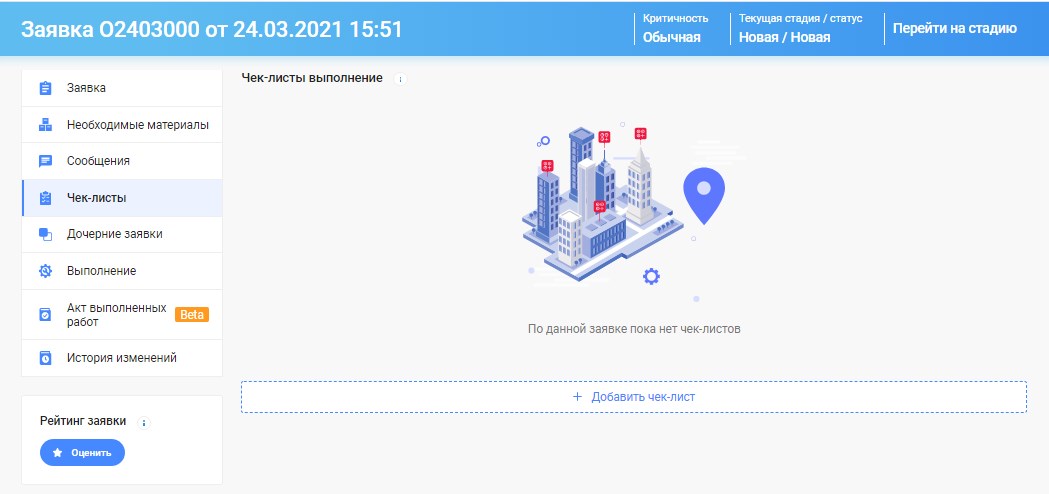 Заявка О2403000 от 24.03.2021 15:51
Критичность
Обычная
Текущая стадия / статус
Новая / Новая
Перейти на стадию
Заявка
Необходимые материалы
Сообщения
Чек-листы
Дочерние заявки
Выполнение
Акт выполненных
работ
Beta
История изменений
Рейтинг заявки
Оценить
Чек-листы выполнение
По данной заявке пока нет чек-листов
+ Добавить чек-лист